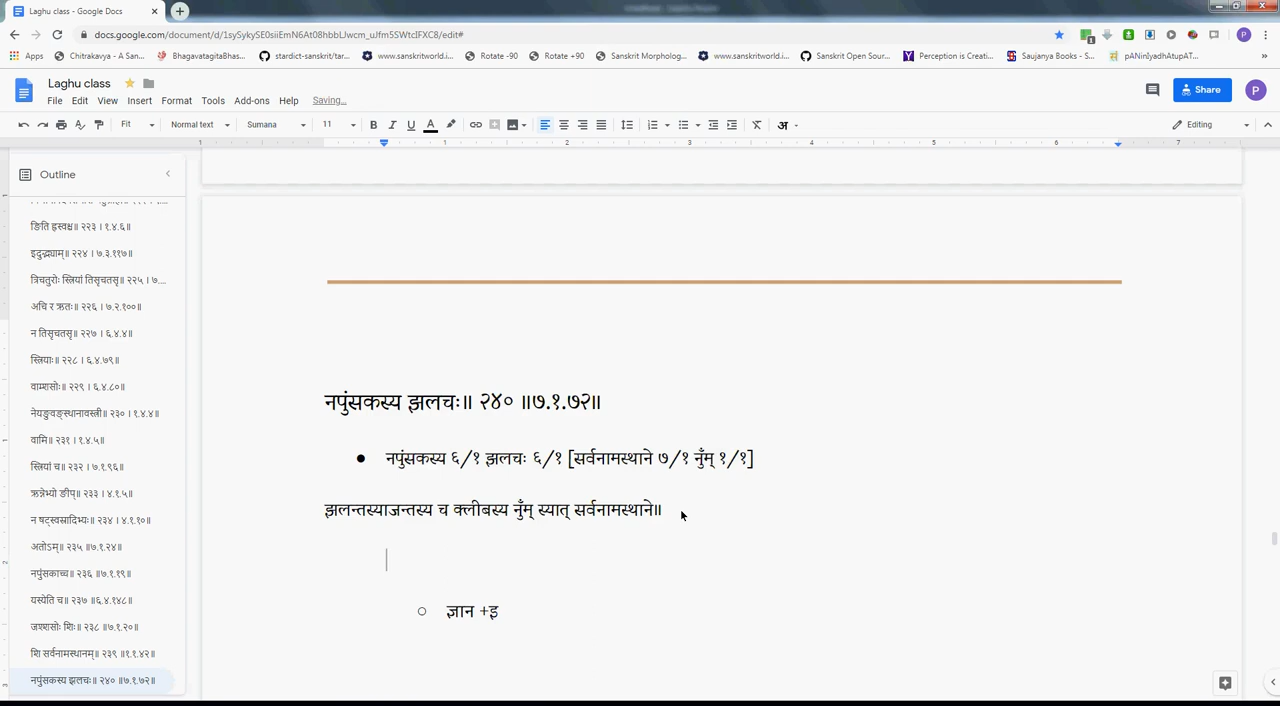 Laghu class - Google Docs
docs.google.com/document/d/
Apps Chitrakavya - A San... BhagavatagitaBhas... stardict-sanskrit/tar... www.sanskritworld.i... Rotate -90 Rotate +90 Sanskrit Morpholog... www.sanskritworld.i... Sanskrit Open Sour... Perception is Creati... Saujanya Books - S... pANinIyadhAtupAT...
Laghu class
File Edit View Insert Format Tools Add-ons Help Saving...
Share
P
Fit Normal text Sumana 11 B I U A अ Editing
1 1 2 3 4 5 6 7
Outline
ङिति ह्रस्वश्च॥ २२३ । १.४.६॥
इदुद्भ्याम्॥ २२४ । ७.३.११७॥
त्रिचतुरोः स्त्रियां तिसृचतसृ॥ २२५ । ७....
अचि र ऋतः॥ २२६ । ७.२.१००॥
न तिसृचतसृ॥ २२७ । ६.४.४॥
स्त्रियाः॥ २२८ । ६.४.७९॥
वाम्शसोः॥ २२९ । ६.४.८०॥
नेयङुवङ्स्थानावस्त्री॥ २३० । १.४.४॥
वामि॥ २३१ । १.४.५॥
स्त्रियां च॥ २३२ । ७.१.९६॥
ऋन्नेभ्यो ङीप्॥ २३३ । ४.१.५॥
न षट्स्वस्रादिभ्यः॥ २३४ । ४.१.१०॥
अतोऽम्॥ २३५ ॥७.१.२४॥
नपुंसकाच्च॥ २३६ ॥७.१.१९॥
यस्येति च॥ २३७ ॥६.४.१४८॥
जश्शसोः शिः॥ २३८ ॥७.१.२०॥
शि सर्वनामस्थानम्॥ २३९ ॥१.१.४२॥
नपुंसकस्य झलचः॥ २४० ॥७.१.७२॥
नपुंसकस्य झलचः॥ २४० ॥७.१.७२॥
● नपुंसकस्य ६/१ झलचः ६/१ [सर्वनामस्थाने ७/१ नुँम् १/१]
झलन्तस्याजन्तस्य च क्लीबस्य नुँम् स्यात् सर्वनामस्थाने॥
○ ज्ञान +इ